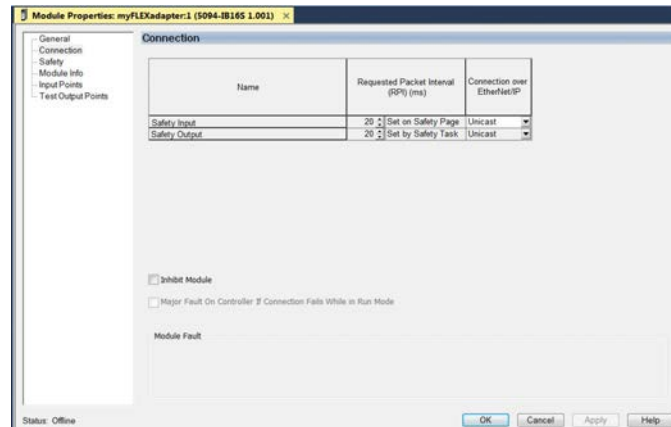 Module Properties: myFLEXadapter:1 (5094-IB16S 1.001) ×
General
Connection
Safety
Module Info
Input Points
Test Output Points
Connection
Name
Requested Packet Interval
(RPI) (ms)
Connection over
EtherNet/IP
Safety Input 20 Set on Safety Page Unicast
Safety Output 20 Set by Safety Task Unicast
Inhibit Module
Major Fault On Controller If Connection Fails While in Run Mode
Module Fault
Status: Offline
OK Cancel Apply Help